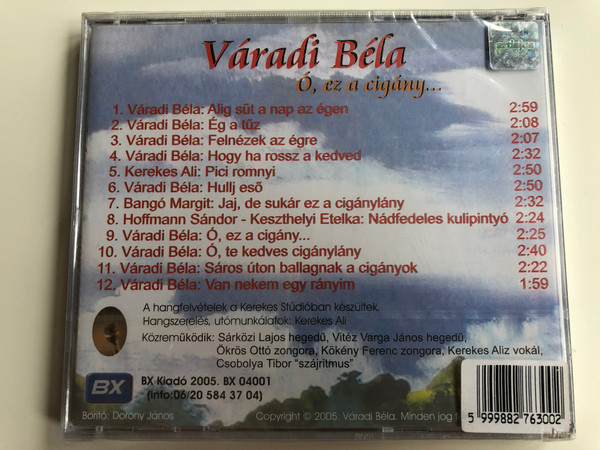 Váradi Béla
Ó, ez a cigány...
1. Váradi Béla: Alig süt a nap az égen 2:59
2. Váradi Béla: Ég a tűz 2:08
3. Váradi Béla: Felnézek az égre 2:07
4. Váradi Béla: Hogy ha rossz a kedved 2:32
5. Kerekes Ali: Pici romnyi 2:50
6. Váradi Béla: Hullj eső 2:50
7. Bangó Margit: Jaj, de sukár ez a cigánylány 2:32
8. Hoffmann Sándor - Keszthelyi Etelka: Nádfedeles kulipintyó 2:24
9. Váradi Béla: Ó, ez a cigány... 2:25
10. Váradi Béla: Ó, te kedves cigánylány 2:40
11. Váradi Béla: Sáros úton ballagnak a cigányok 2:22
12. Váradi Béla: Van nekem egy rányim 1:59
A hangfelvételek a Kerekes Stúdióban készültek.
Hangszerelés, utómunkálatok: Kerekes Ali
Közreműködik: Sárközi Lajos hegedű, Vitéz Varga János hegedű,
Ökrös Ottó zongora, Kökény Ferenc zongora, Kerekes Aliz vokál,
Csobolya Tibor "szájritmus"
BX
BX Kiadó 2005. BX 04001
(info:06/20 584 37 04)
Borító: Dorony János
Copyright © 2005. Váradi Béla. Minden jog
5 999882 763002